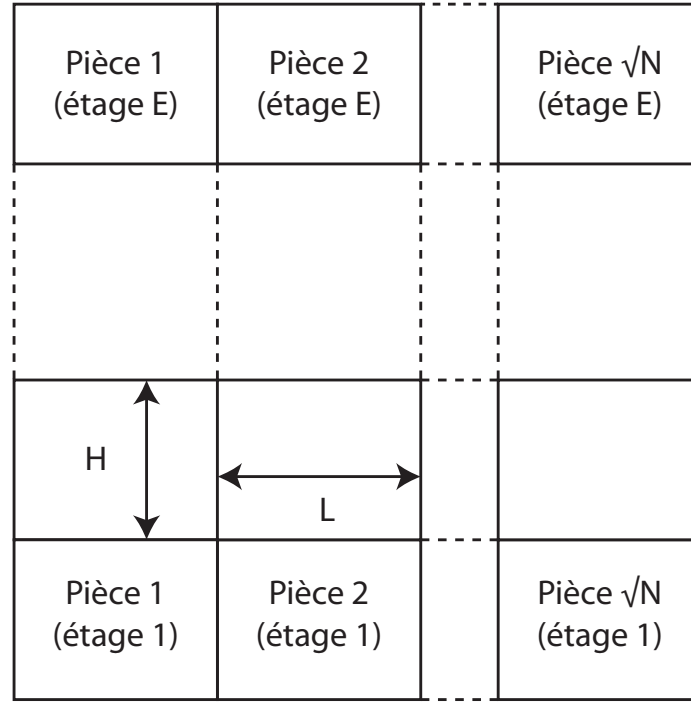 Pièce 1
(étage E)
Pièce 2
(étage E)
Pièce √N
(étage E)
H
L
Pièce 1
(étage 1)
Pièce 2
(étage 1)
Pièce √N
(étage 1)